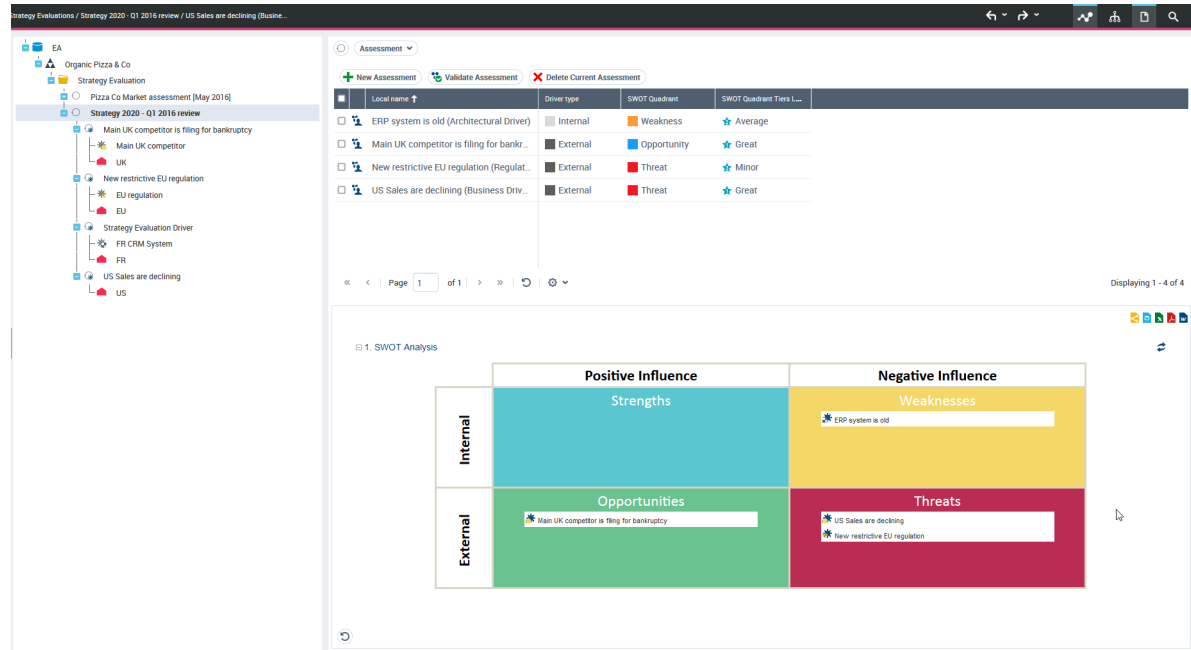 Strategy Evaluations / Strategy 2020 - Q1 2016 review / US Sales are declining (Busine...
EA
Organic Pizza & Co
Strategy Evaluation
Pizza Co Market assessment [May 2016]
Strategy 2020 - Q1 2016 review
Main UK competitor is filing for bankruptcy
Main UK competitor
UK
New restrictive EU regulation
EU regulation
EU
Strategy Evaluation Driver
FR CRM System
FR
US Sales are declining
US
Assessment
New Assessment Validate Assessment Delete Current Assessment
Local name Driver type SWOT Quadrant SWOT Quadrant Tiers L...
ERP system is old (Architectural Driver) Internal Weakness Average
Main UK competitor is filing for bankr... External Opportunity Great
New restrictive EU regulation (Regulat... External Threat Minor
US Sales are declining (Business Driv... External Threat Great
Page 1 of 1 Displaying 1 - 4 of 4
1. SWOT Analysis
Positive Influence Negative Influence
Internal
Strengths Weaknesses
ERP system is old
External
Opportunities Threats
Main UK competitor is filing for bankruptcy US Sales are declining
New restrictive EU regulation